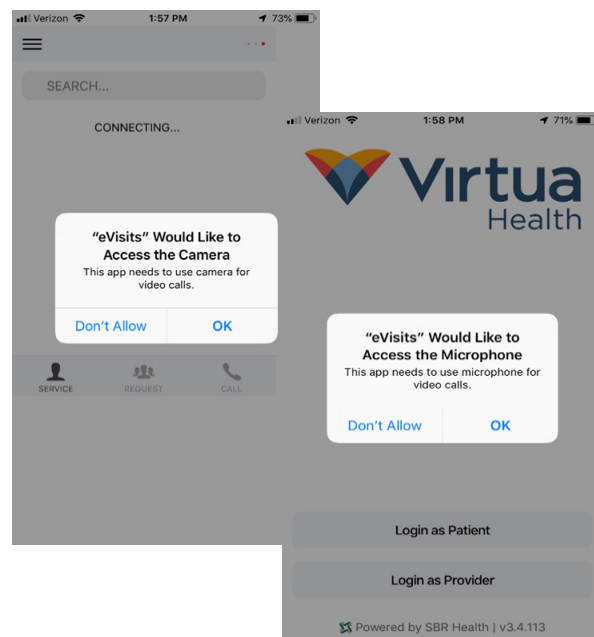 Verizon 1:57 PM 73%
SEARCH...
CONNECTING...
“eVisits” Would Like to
Access the Camera
This app needs to use camera for
video calls.
Don’t Allow OK
SERVICE REQUEST CALL
Verizon 1:58 PM 71%
Virtua
Health
“eVisits” Would Like to
Access the Microphone
This app needs to use microphone for
video calls.
Don’t Allow OK
Login as Patient
Login as Provider
Powered by SBR Health | v3.4.113